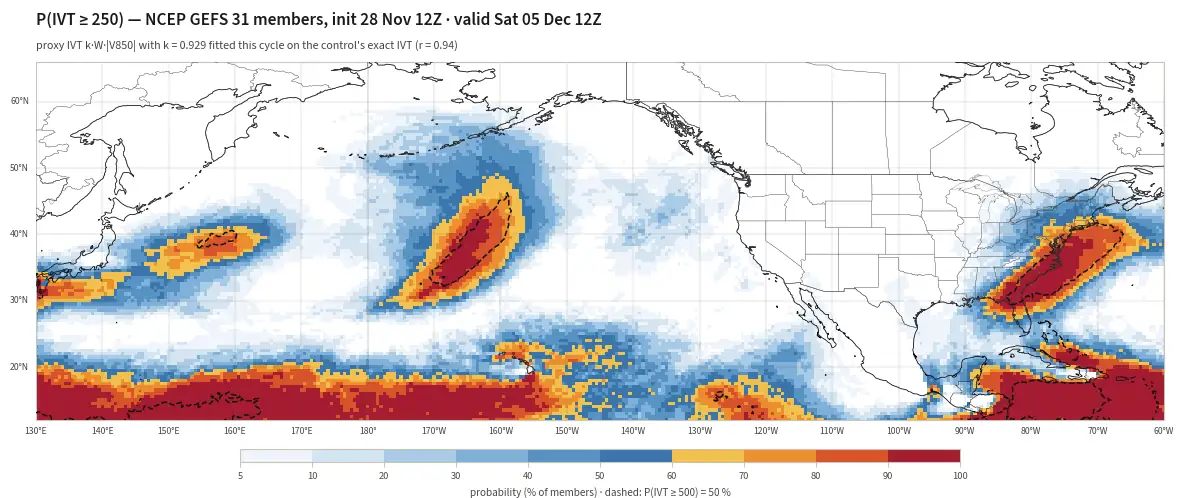 P(IVT ≥ 250) — NCEP GEFS 31 members, init 28 Nov 12Z · valid Sat 05 Dec 12Z
proxy IVT k·W·|V850| with k = 0.929 fitted this cycle on the control's exact IVT (r = 0.94)
60°N
50°N
40°N
30°N
20°N
130°E 140°E 150°E 160°E 170°E 180° 170°W 160°W 150°W 140°W 130°W 120°W 110°W 100°W 90°W 80°W 70°W 60°W
5 10 20 30 40 50 60 70 80 90 100
probability (% of members) · dashed: P(IVT ≥ 500) = 50 %